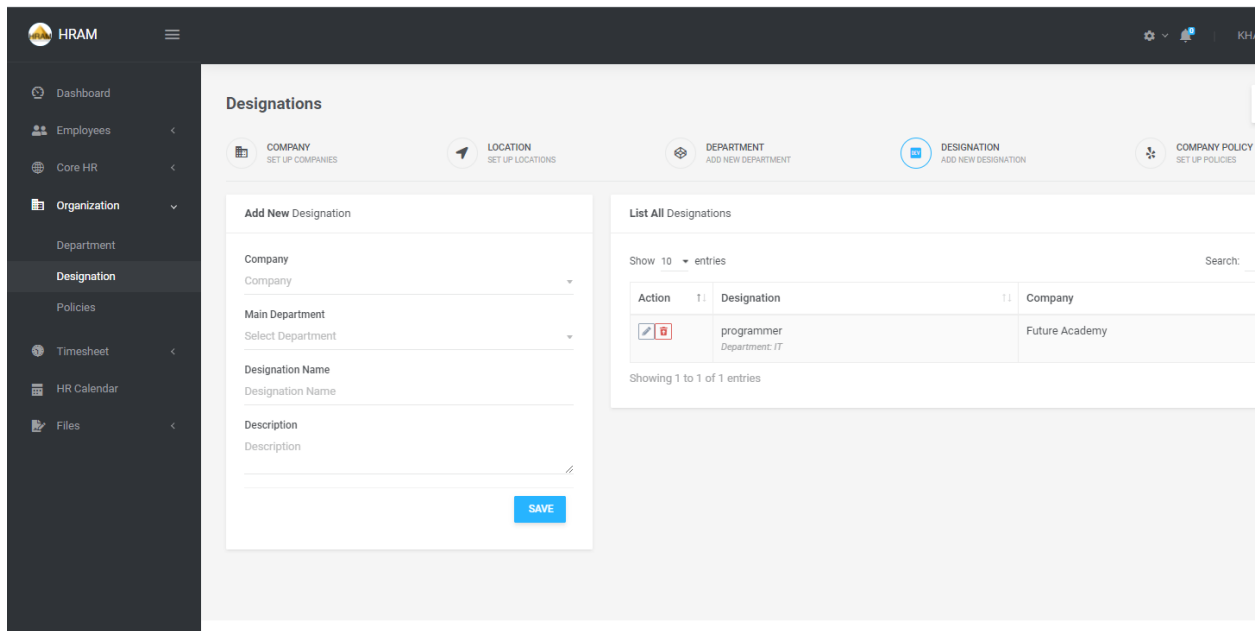 HRAM
HRAM
0
Dashboard
Employees
Core HR
Organization
Department
Designation
Policies
Timesheet
HR Calendar
Files
Designations
COMPANY
SET UP COMPANIES
LOCATION
SET UP LOCATIONS
DEPARTMENT
ADD NEW DEPARTMENT
DESIGNATION
ADD NEW DESIGNATION
COMPANY POLICY
SET UP POLICIES
Add New Designation
Company
Company
Main Department
Select Department
Designation Name
Designation Name
Description
Description
SAVE
List All Designations
Show 10 entries
Search:
Action Designation Company
programmer Future Academy
Department: IT
Showing 1 to 1 of 1 entries